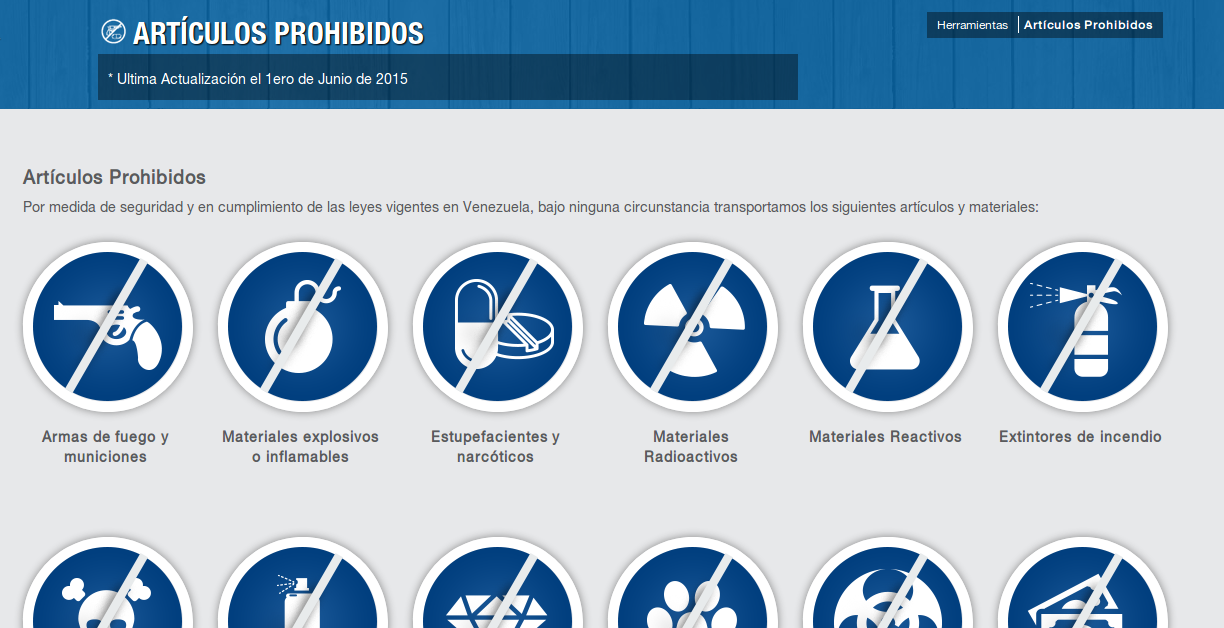 ARTÍCULOS PROHIBIDOS
Herramientas
Artículos Prohibidos
* Ultima Actualización el 1ero de Junio de 2015
Artículos Prohibidos
Por medida de seguridad y en cumplimiento de las leyes vigentes en Venezuela, bajo ninguna circunstancia transportamos los siguientes artículos y materiales:
Armas de fuego y
municiones
Materiales explosivos
o inflamables
Estupefacientes y
narcóticos
Materiales
Radioactivos
Materiales Reactivos
Extintores de incendio